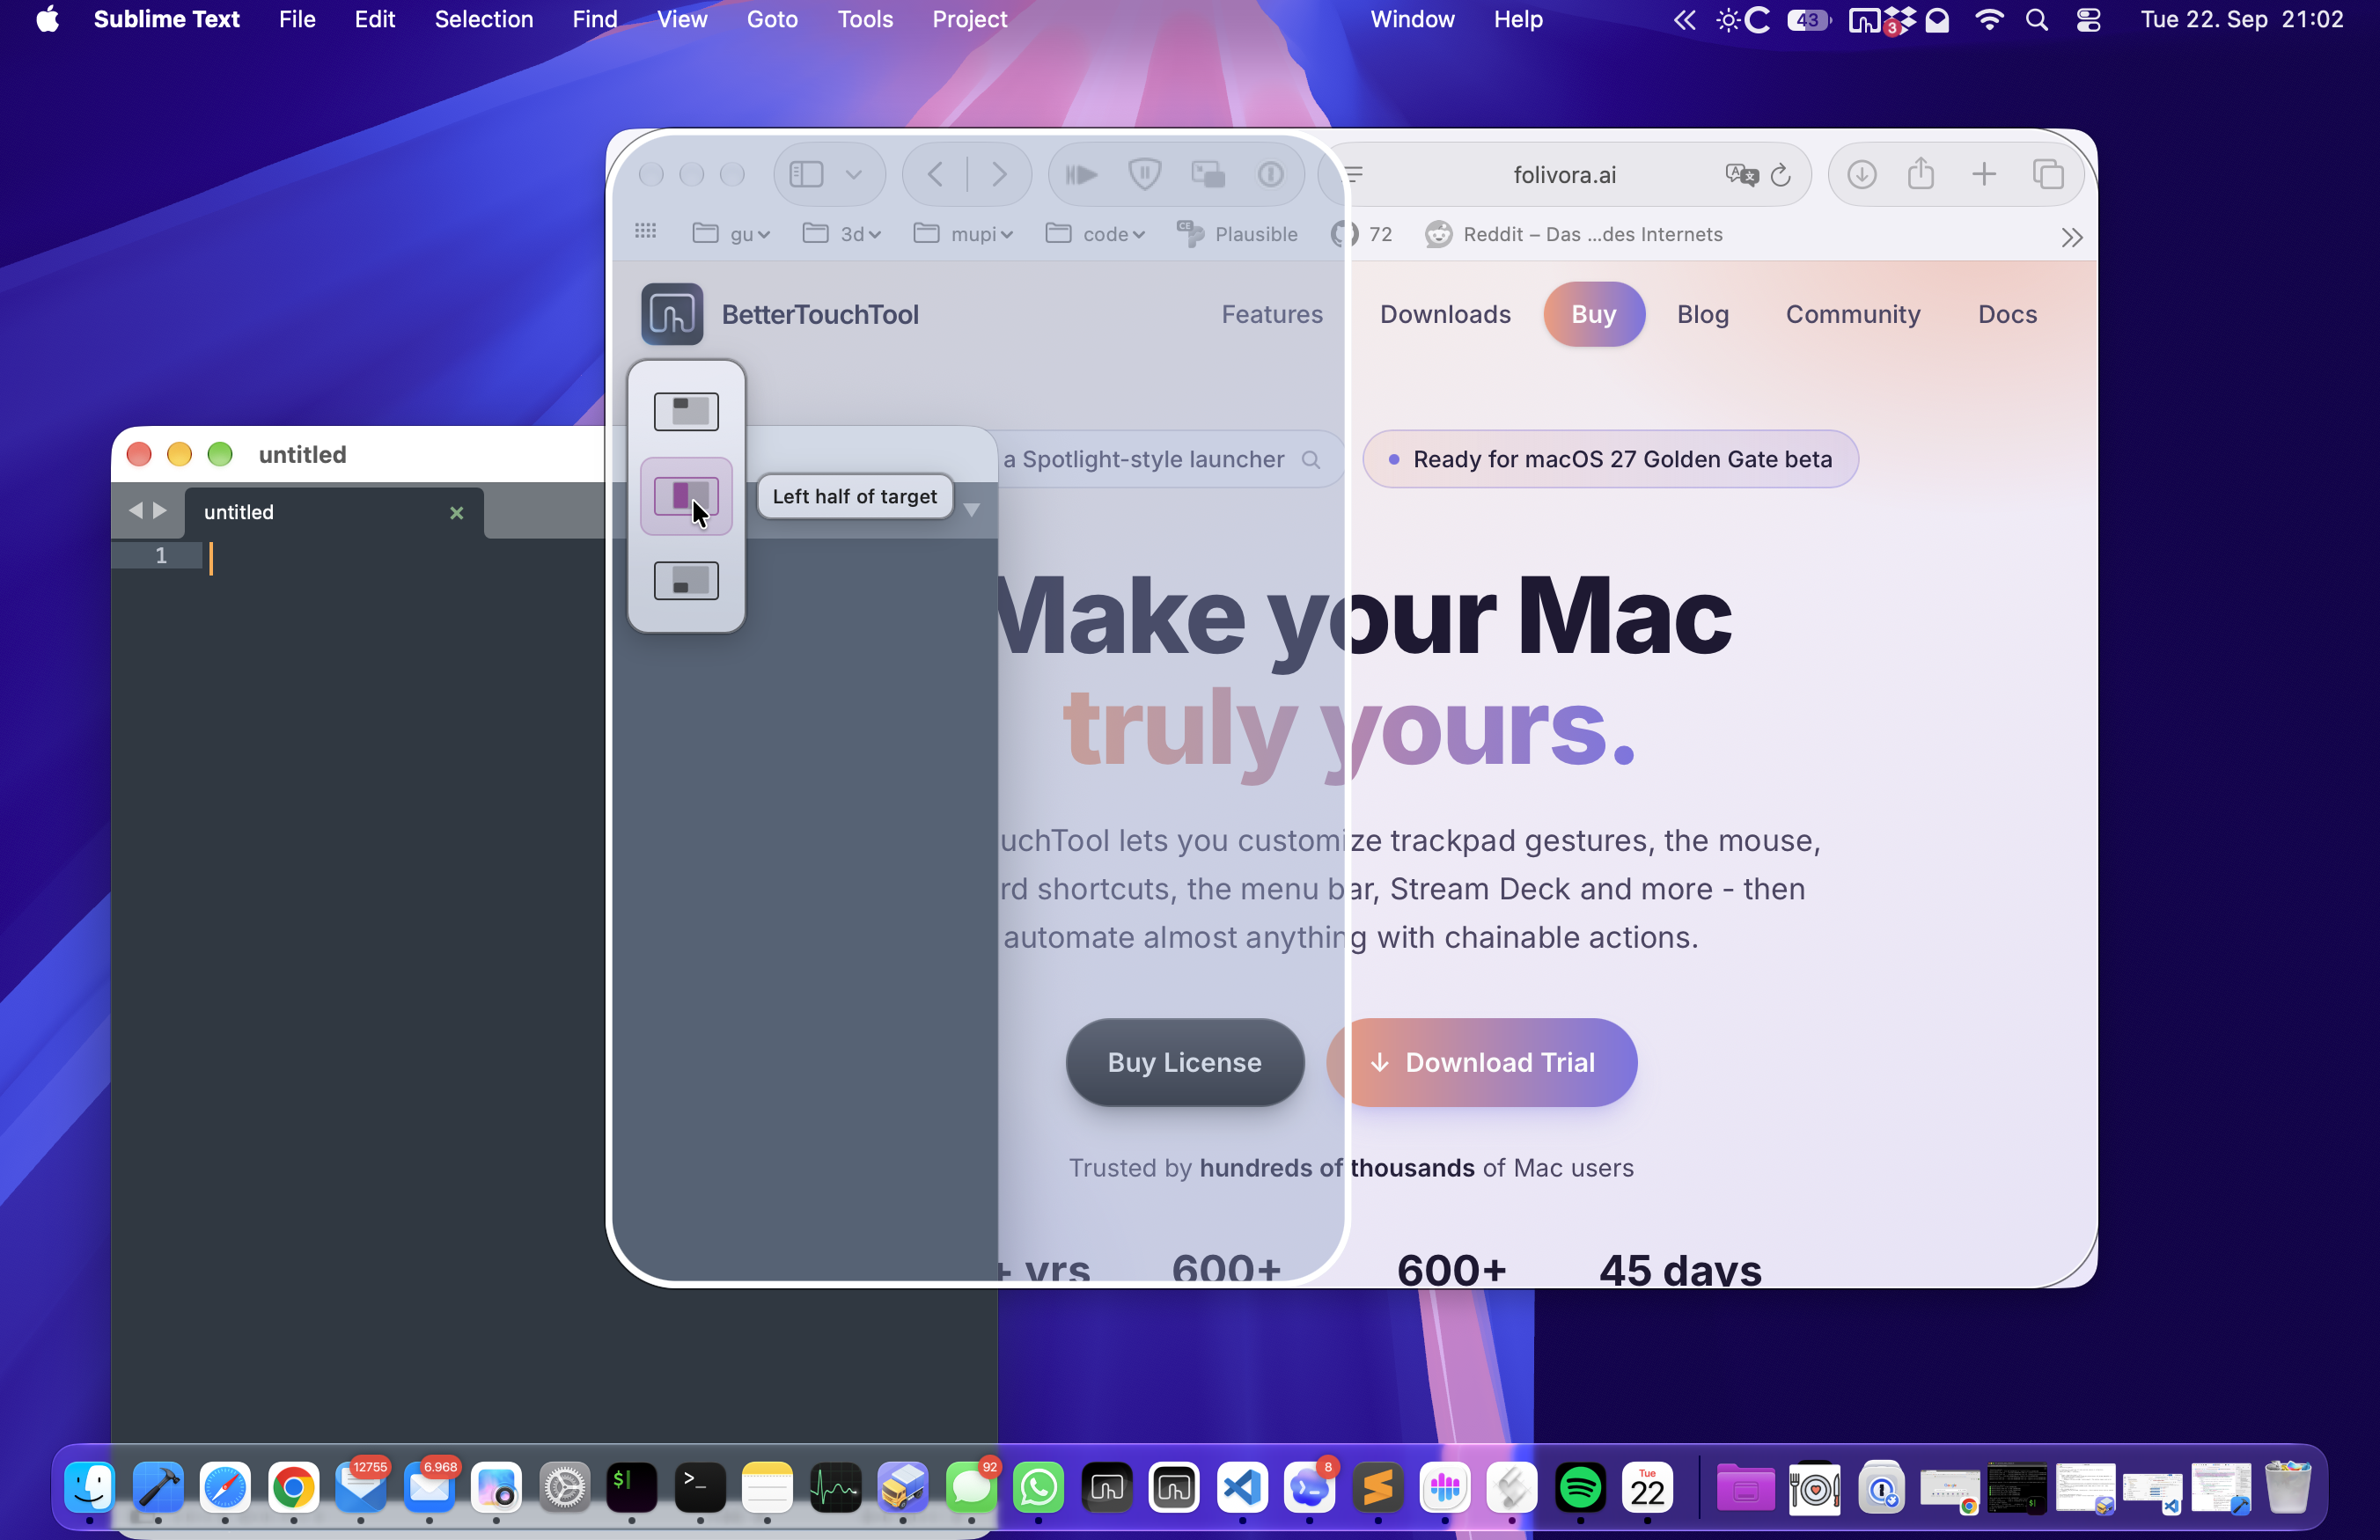 Sublime Text File Edit Selection Find View Goto Tools Project Window Help 43 3 Tue 22. Sep 21:02
folivora.ai
gu 3d mupi code Plausible 72 Reddit – Das ...des Internets
BetterTouchTool Features Downloads Buy Blog Community Docs
untitled
a Spotlight-style launcher Ready for macOS 27 Golden Gate beta
Left half of target
untitled
1
Make your Mac
truly yours.
uchTool lets you customize trackpad gestures, the mouse,
rd shortcuts, the menu bar, Stream Deck and more - then
automate almost anything with chainable actions.
Buy License Download Trial
Trusted by hundreds of thousands of Mac users
+ yrs 600+ 600+ 45 days
12755 6.968 92 8
Tue
22